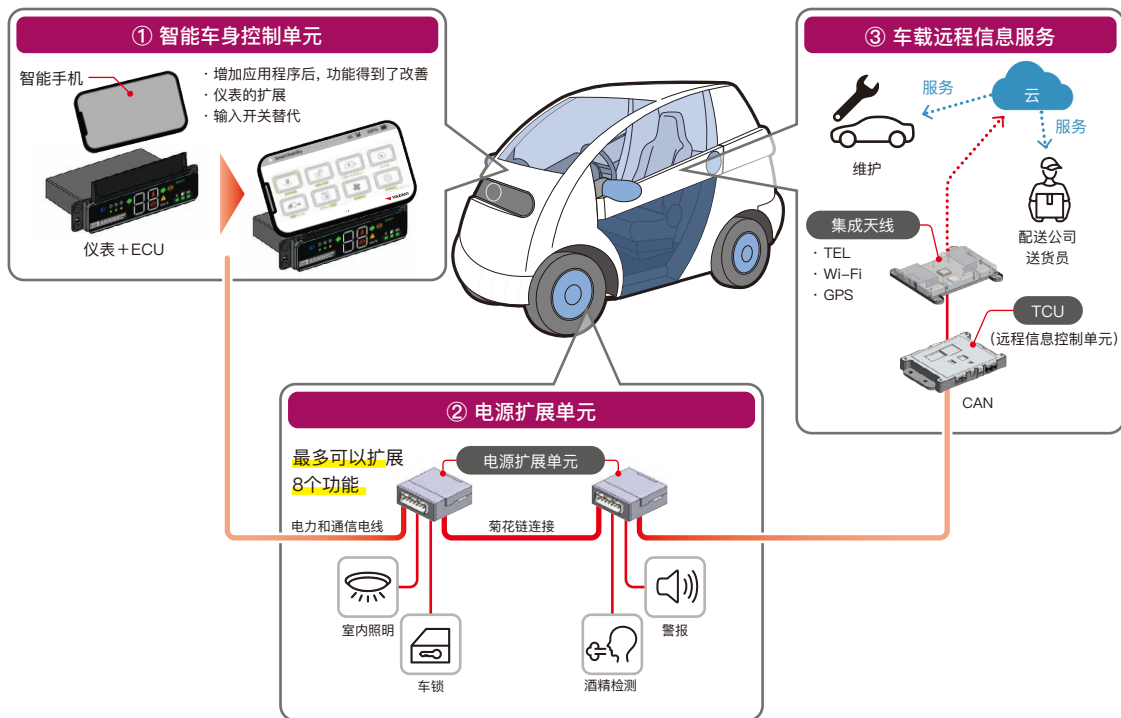 ① 智能车身控制单元
智能手机
· 增加应用程序后, 功能得到了改善
· 仪表的扩展
· 输入开关替代
仪表+ECU
③ 车载远程信息服务
服务
云
服务
维护
配送公司
送货员
集成天线
· TEL
· Wi-Fi
· GPS
TCU
(远程信息控制单元)
CAN
② 电源扩展单元
最多可以扩展
8个功能
电源扩展单元
电力和通信电线
菊花链连接
室内照明
车锁
酒精检测
警报